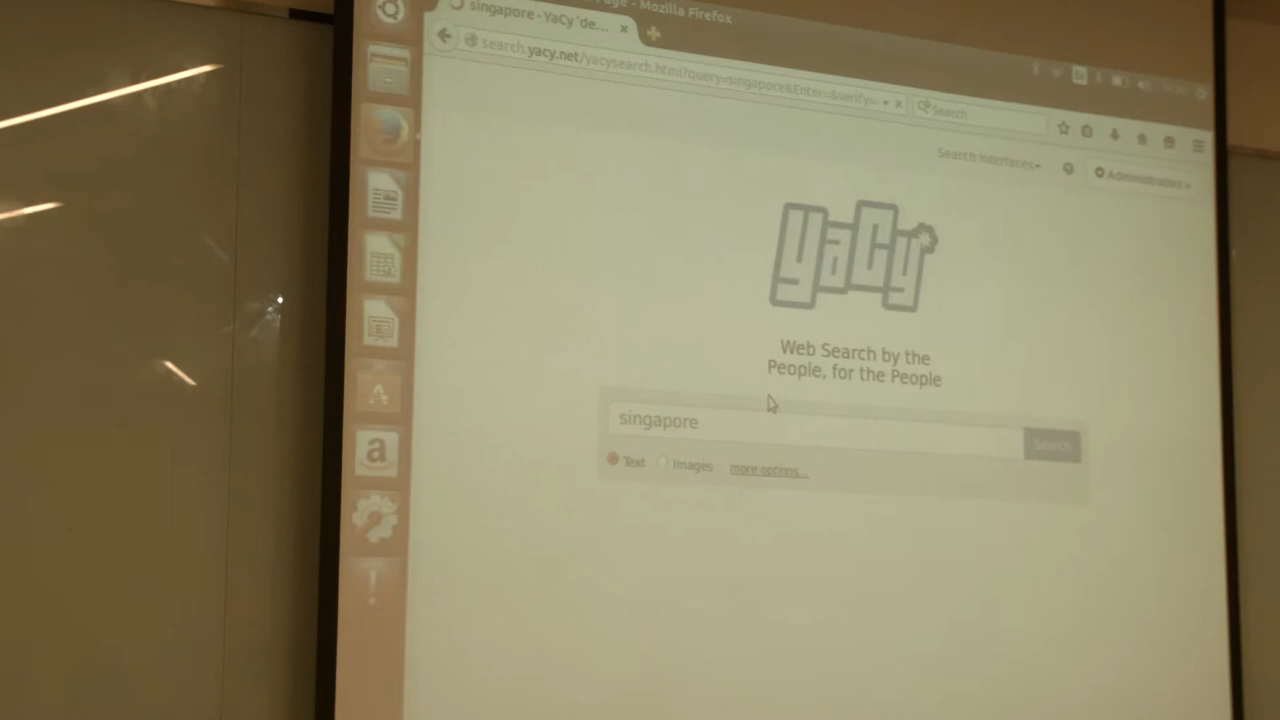 Page - Mozilla Firefox
singapore - YaCy 'de...
search.yacy.net/yacysearch.html?query=singapore&Enter=&verify=
Search
Search Interfaces
Administration
yacy
Web Search by the
People, for the People
singapore
Search
Text Images more options...
a